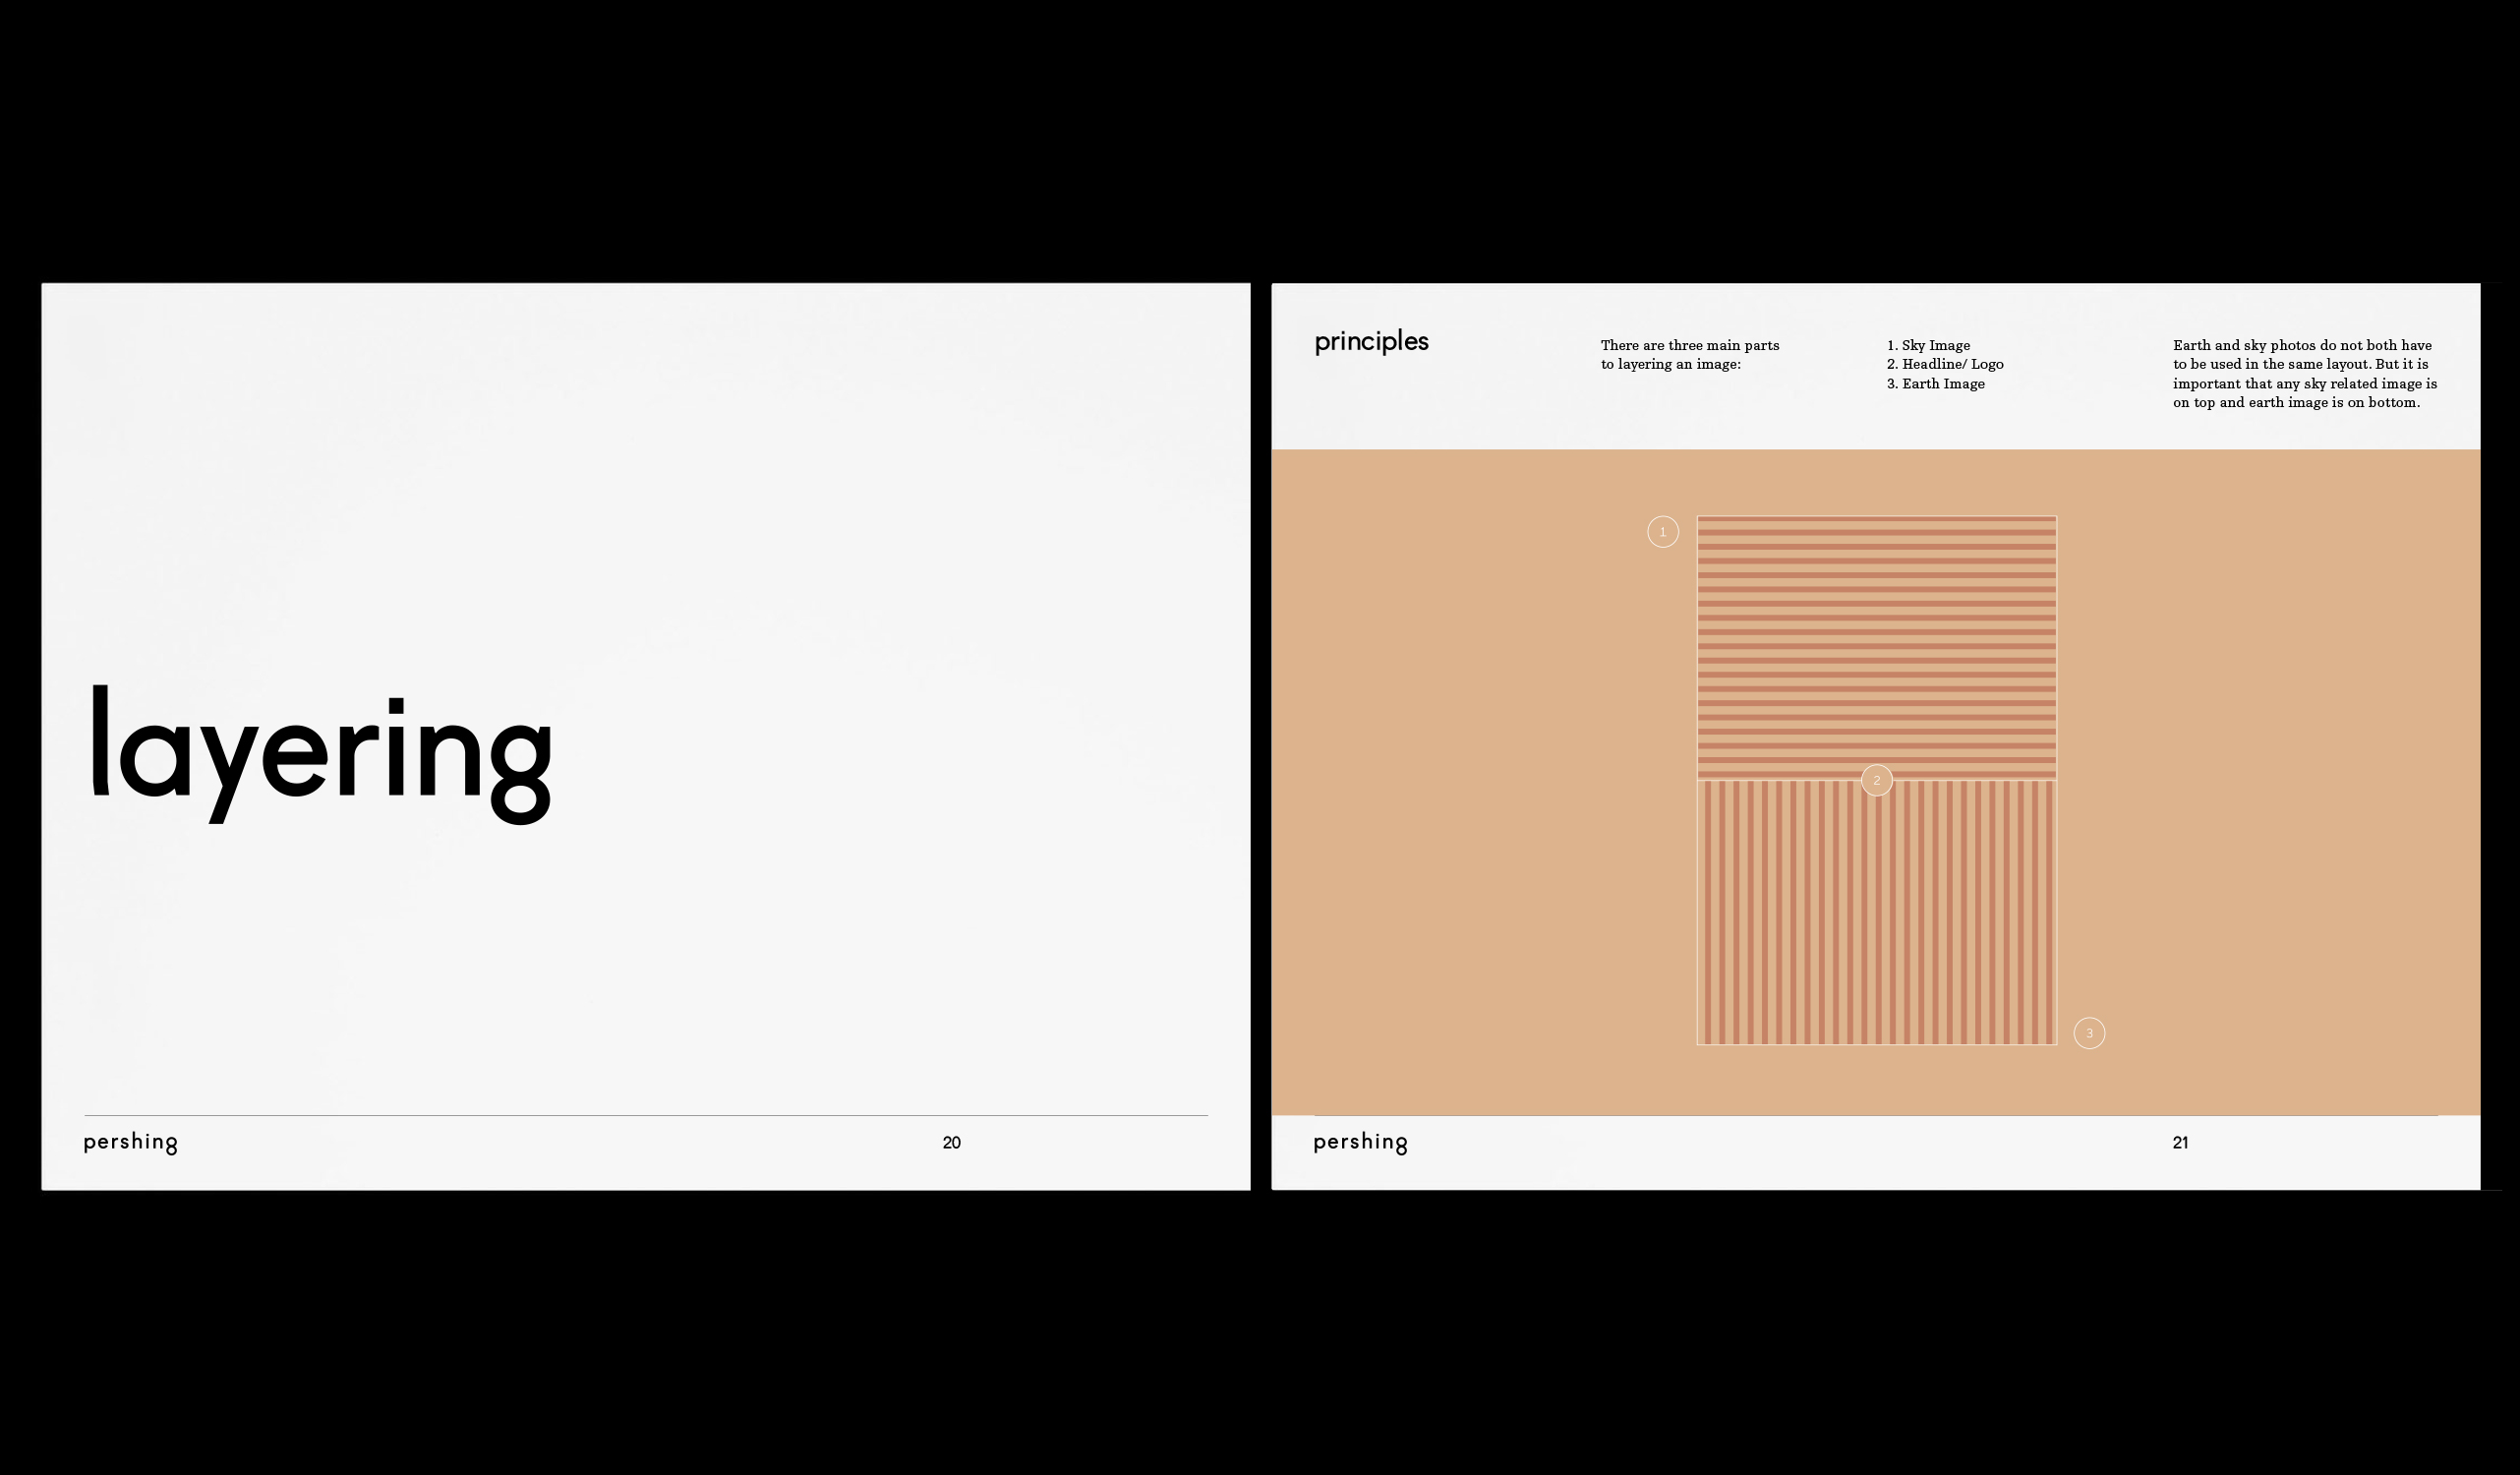 layering
pershing
20
principles
There are three main parts
to layering an image:
1. Sky Image
2. Headline/ Logo
3. Earth Image
Earth and sky photos do not both have
to be used in the same layout. But it is
important that any sky related image is
on top and earth image is on bottom.
1
2
3
pershing
21